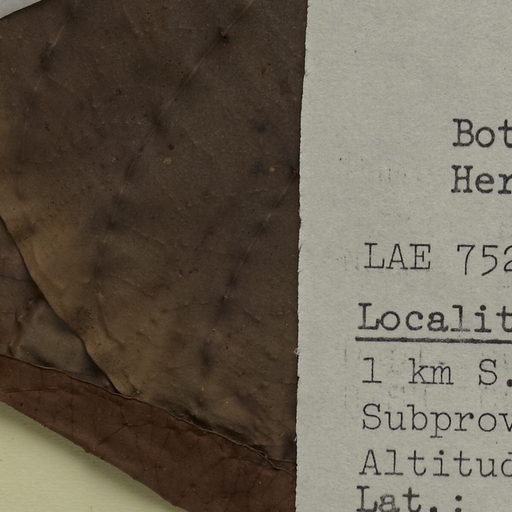 Bot
Her
LAE 752
Localit
1 km S.
Subprov
Altitud
Lat.: